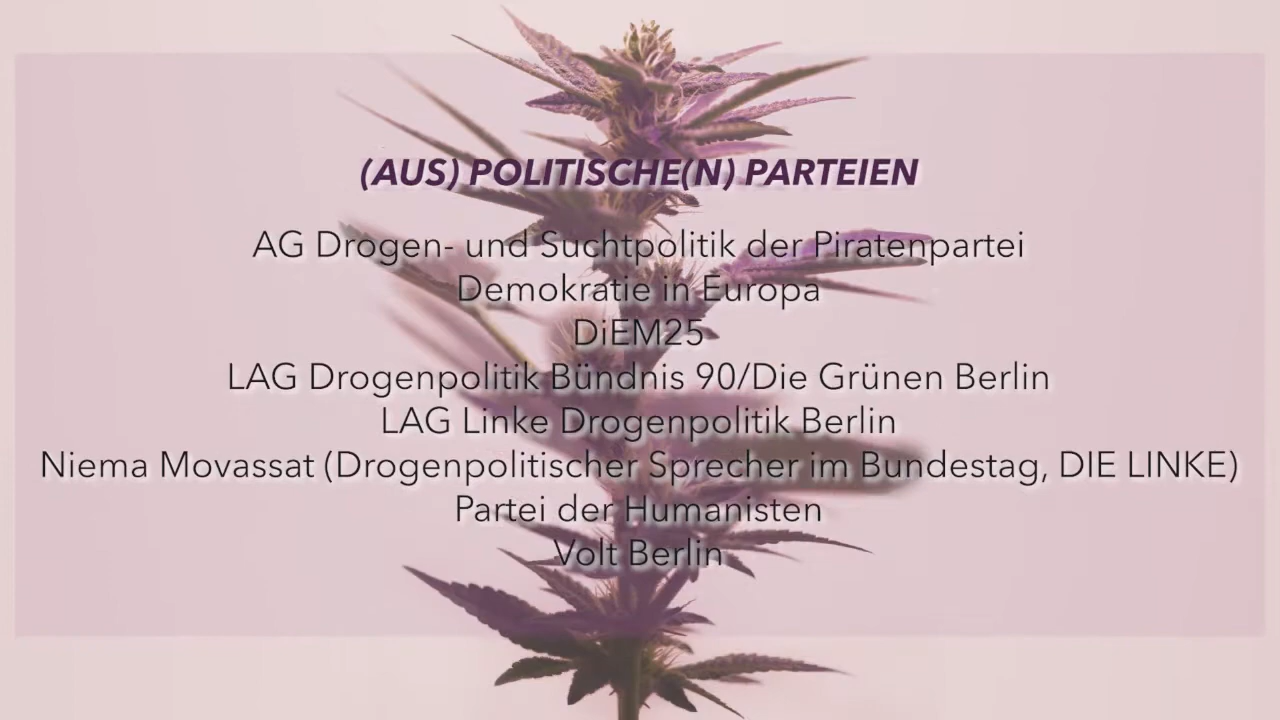 (AUS) POLITISCHE(N) PARTEIEN
AG Drogen- und Suchtpolitik der Piratenpartei
Demokratie in Europa
DiEM25
LAG Drogenpolitik Bündnis 90/Die Grünen Berlin
LAG Linke Drogenpolitik Berlin
Niema Movassat (Drogenpolitischer Sprecher im Bundestag, DIE LINKE)
Partei der Humanisten
Volt Berlin